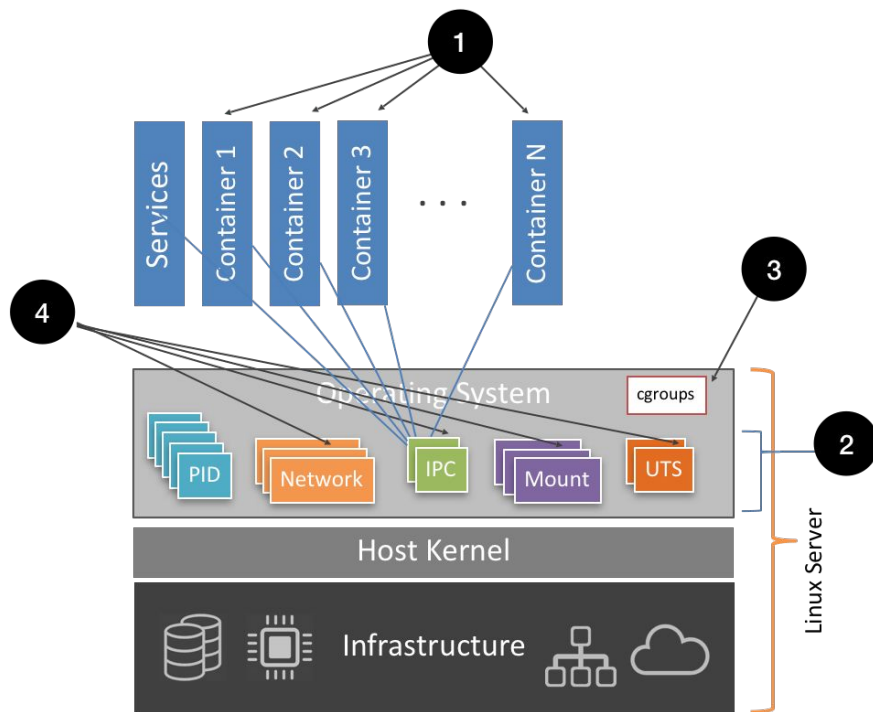 1
Services
Container 1
Container 2
Container 3
. . .
Container N
3
4
Operating System
cgroups
2
PID
Network
IPC
Mount
UTS
Host Kernel
Linux Server
Infrastructure